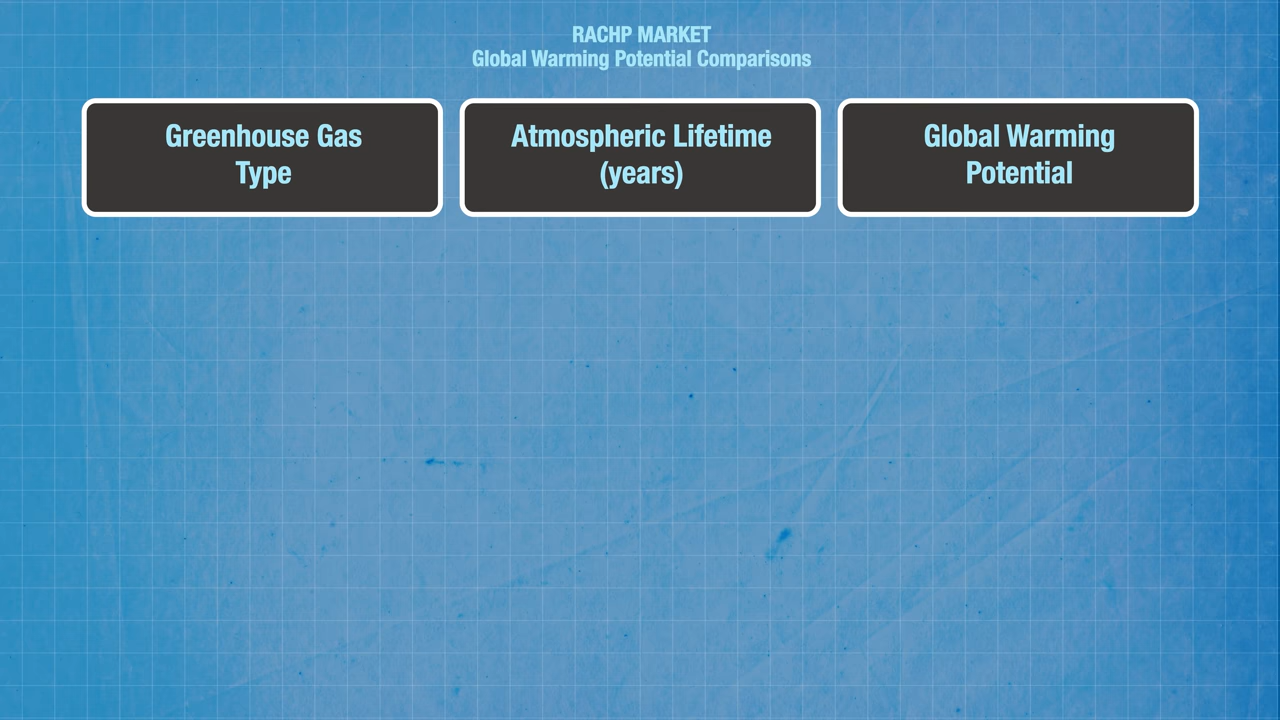 RACHP MARKET
Global Warming Potential Comparisons
Greenhouse Gas
Type
Atmospheric Lifetime
(years)
Global Warming
Potential